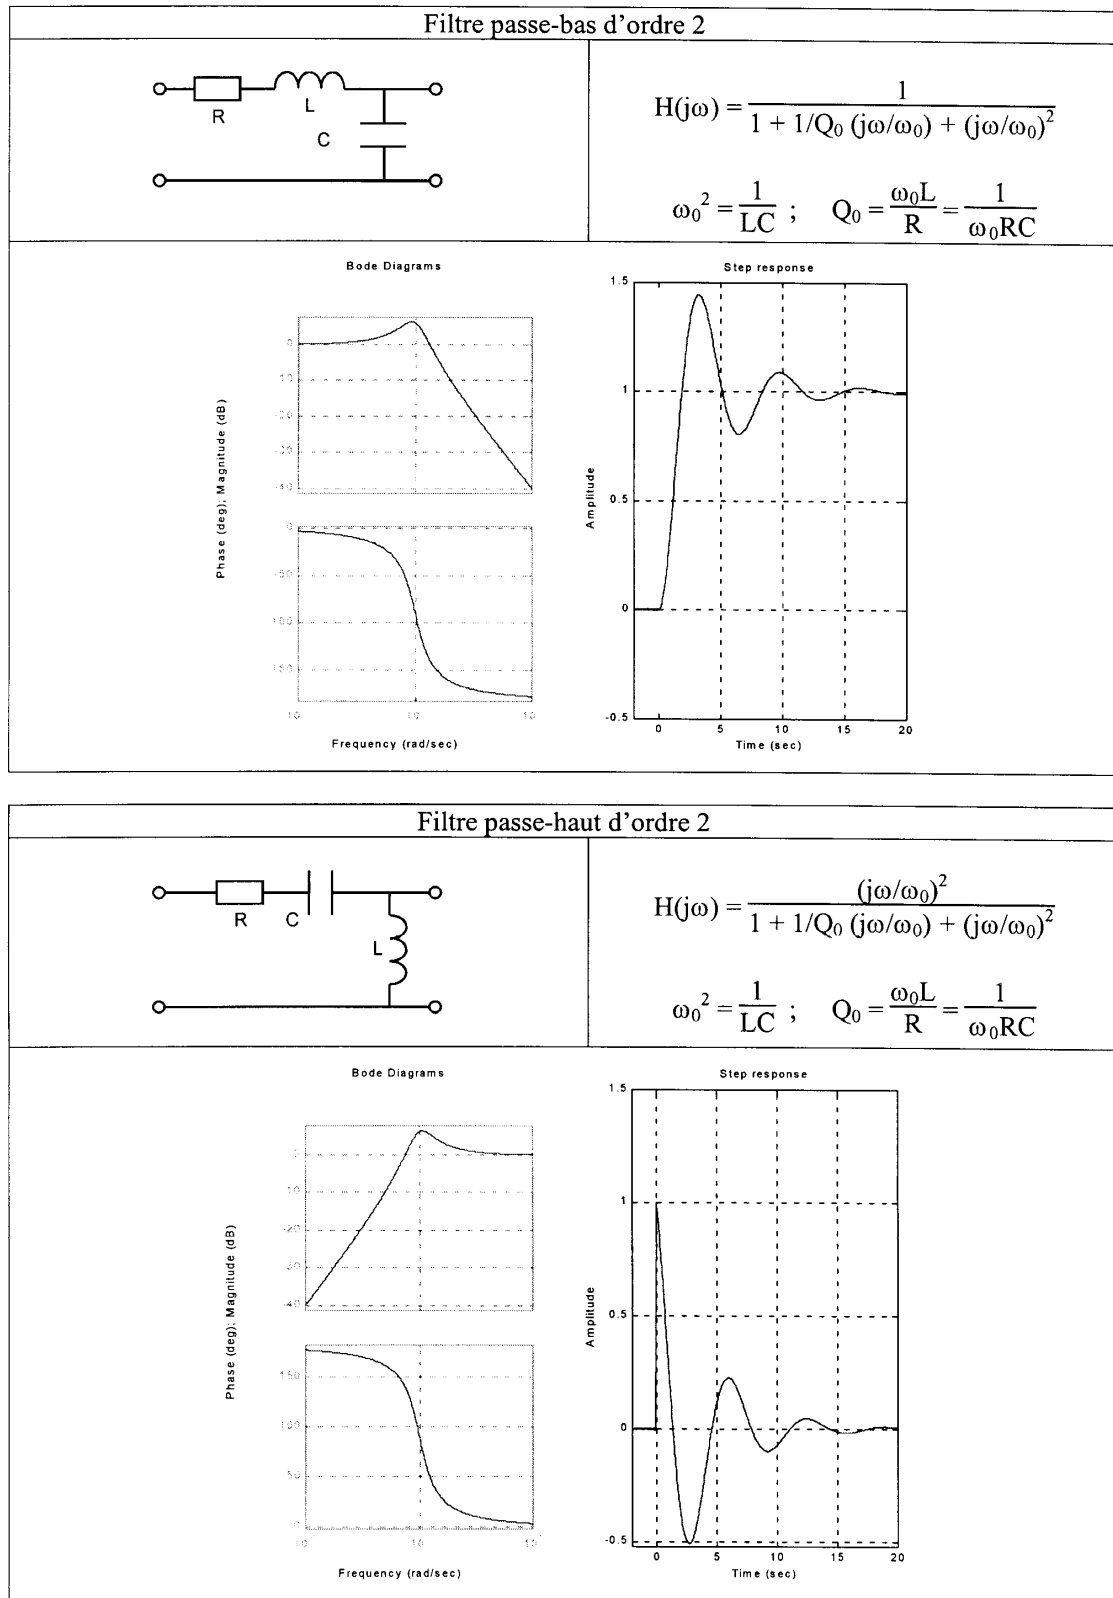 Filtre passe-bas d'ordre 2
R
L
C
H(jω) = 1 / (1 + 1/Q₀ (jω/ω₀) + (jω/ω₀)²)
ω₀² = 1/LC ; Q₀ = ω₀L/R = 1/ω₀RC
Bode Diagrams
Phase (deg); Magnitude (dB)
Frequency (rad/sec)
Step response
Amplitude
1.5
1
0.5
0
-0.5
0 5 10 15 20
Time (sec)
Filtre passe-haut d'ordre 2
R
C
L
H(jω) = (jω/ω₀)² / (1 + 1/Q₀ (jω/ω₀) + (jω/ω₀)²)
ω₀² = 1/LC ; Q₀ = ω₀L/R = 1/ω₀RC
Bode Diagrams
Phase (deg); Magnitude (dB)
Frequency (rad/sec)
Step response
Amplitude
1.5
1
0.5
0
-0.5
0 5 10 15 20
Time (sec)